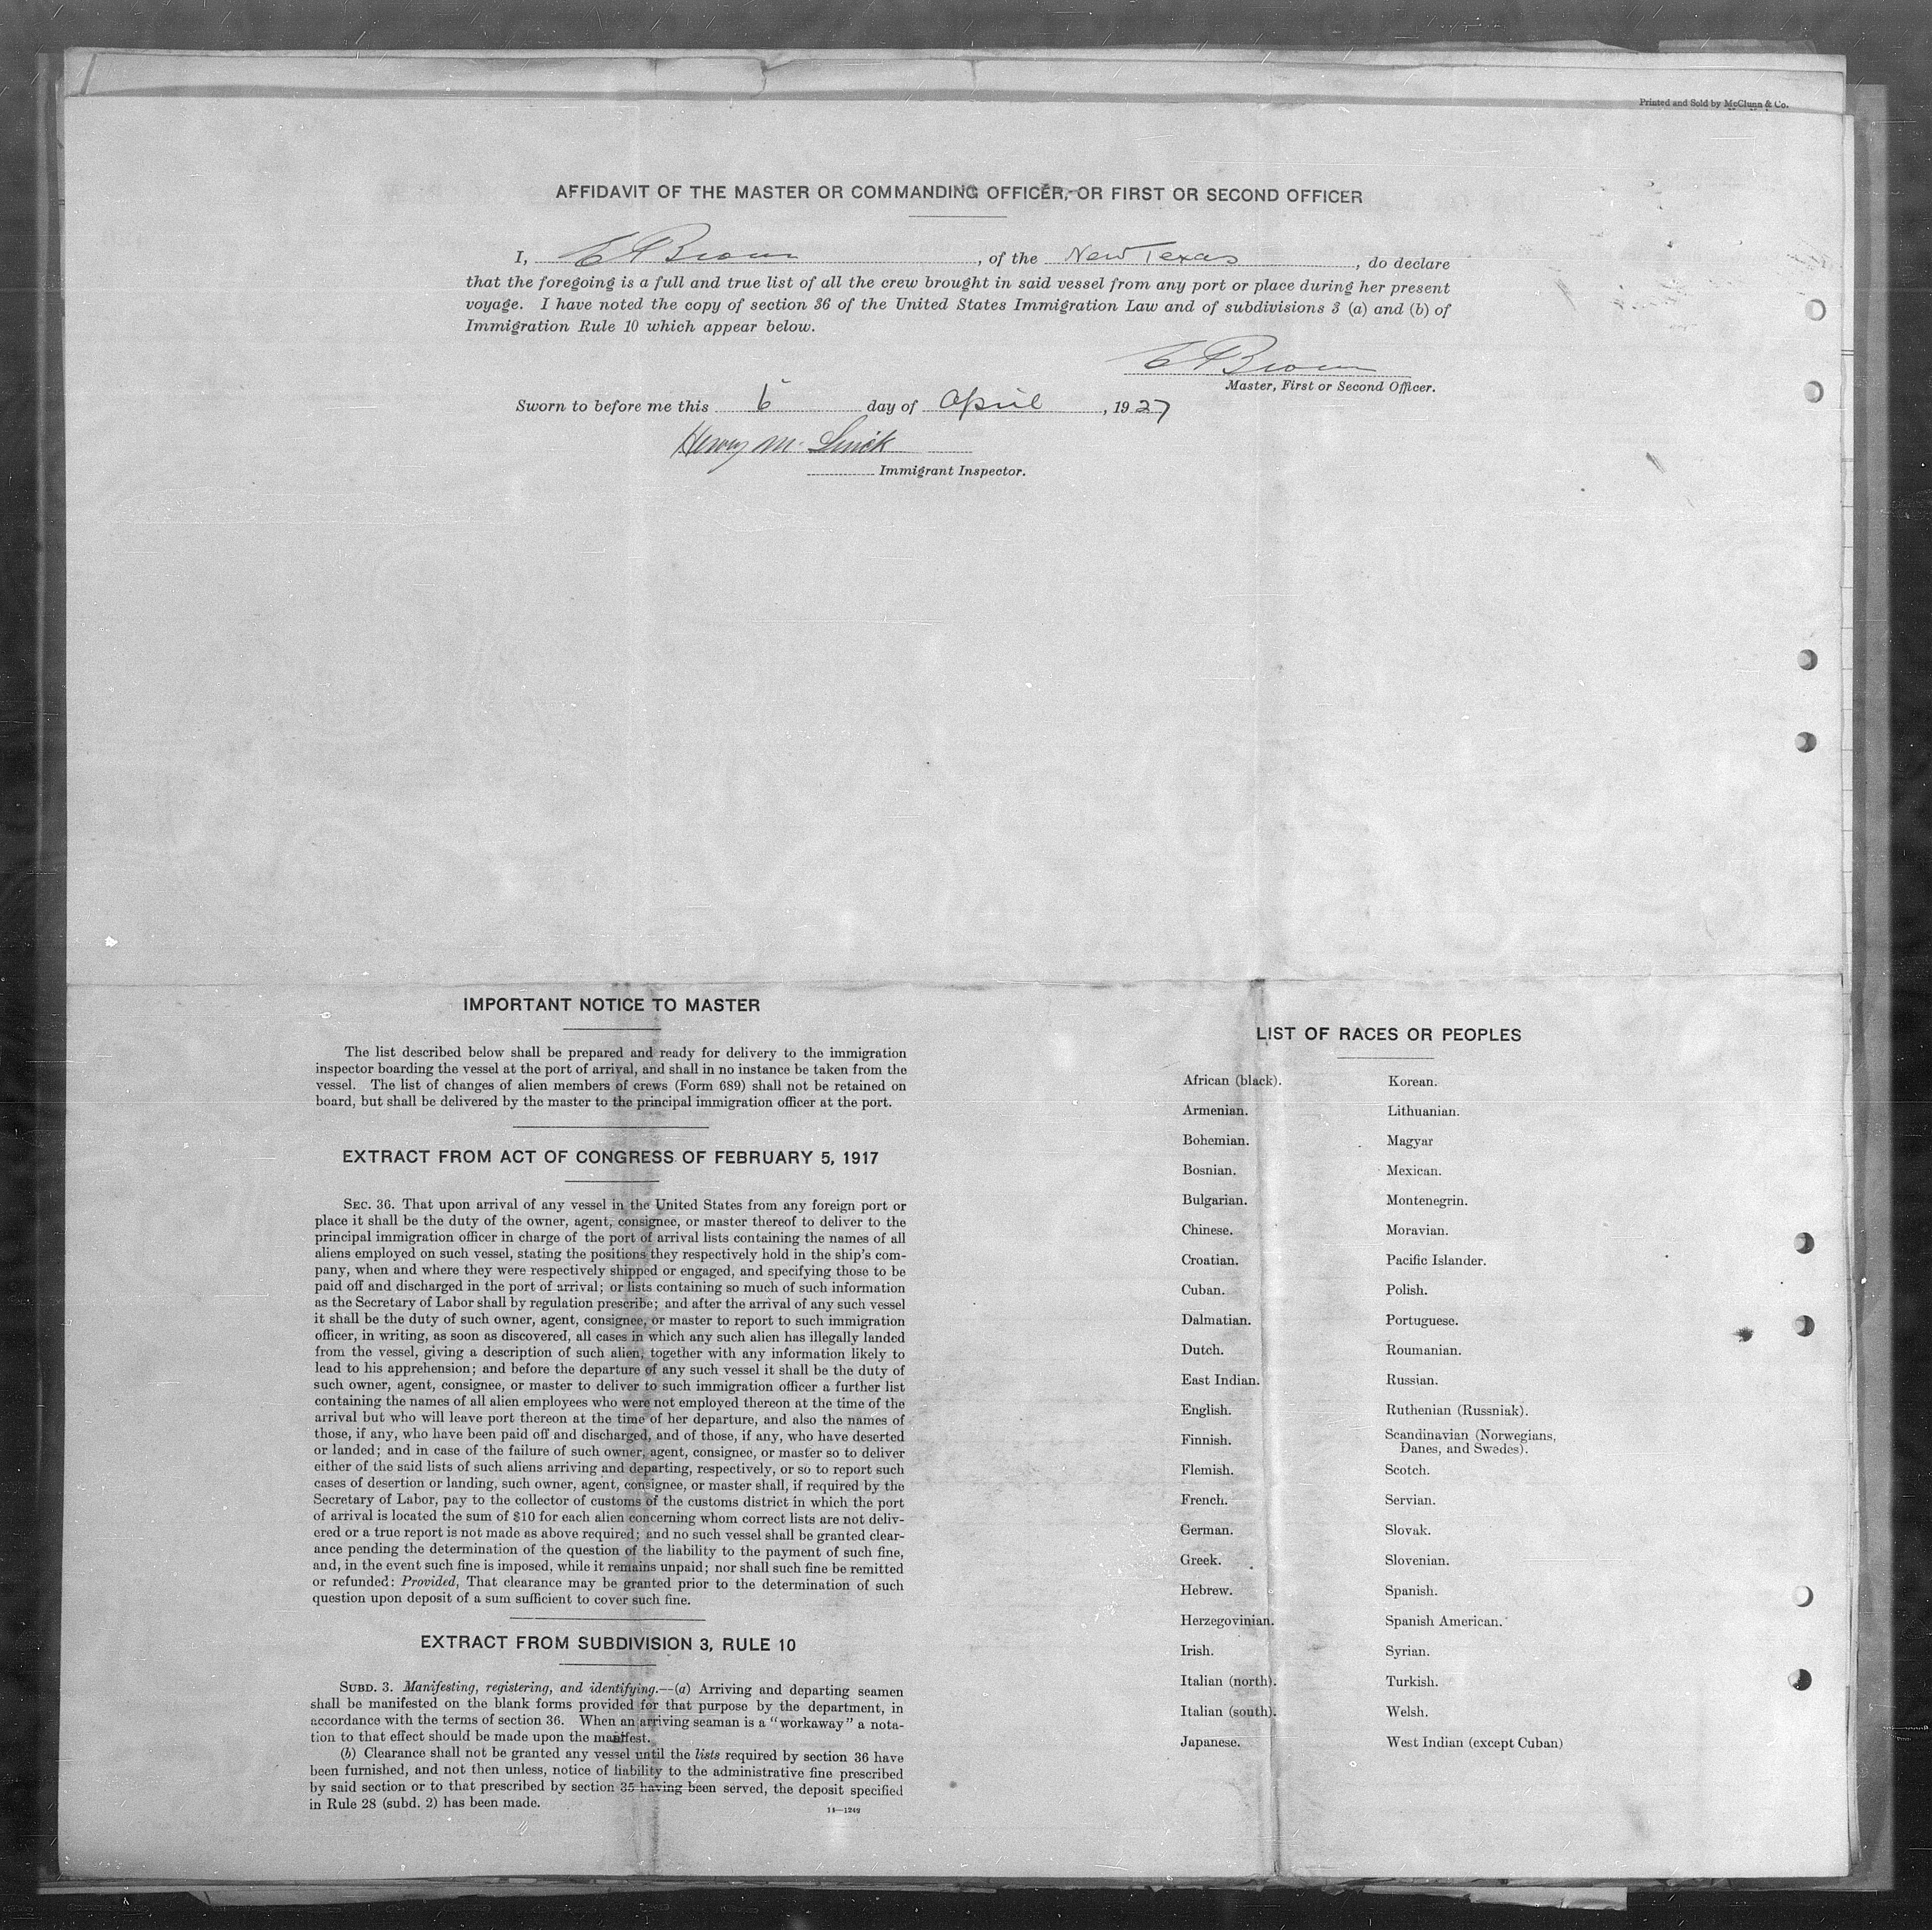 Printed and Sold by McClunn & Co.
AFFIDAVIT OF THE MASTER OR COMMANDING OFFICER, OR FIRST OR SECOND OFFICER
I, E A Brown, of the New Texas, do declare
that the foregoing is a full and true list of all the crew brought in said vessel from any port or place during her present
voyage. I have noted the copy of section 36 of the United States Immigration Law and of subdivisions 3 (a) and (b) of
Immigration Rule 10 which appear below.
E A Brown
Master, First or Second Officer.
Sworn to before me this 6 day of April, 1927
Henry M.
Immigrant Inspector.
IMPORTANT NOTICE TO MASTER
The list described below shall be prepared and ready for delivery to the immigration
inspector boarding the vessel at the port of arrival, and shall in no instance be taken from the
vessel. The list of changes of alien members of crews (Form 689) shall not be retained on
board, but shall be delivered by the master to the principal immigration officer at the port.
EXTRACT FROM ACT OF CONGRESS OF FEBRUARY 5, 1917
SEC. 36. That upon arrival of any vessel in the United States from any foreign port or
place it shall be the duty of the owner, agent, consignee, or master thereof to deliver to the
principal immigration officer in charge of the port of arrival lists containing the names of all
aliens employed on such vessel, stating the positions they respectively hold in the ship's com-
pany, when and where they were respectively shipped or engaged, and specifying those to be
paid off and discharged in the port of arrival; or lists containing so much of such information
as the Secretary of Labor shall by regulation prescribe; and after the arrival of any such vessel
it shall be the duty of such owner, agent, consignee, or master to report to such immigration
officer, in writing, as soon as discovered, all cases in which any such alien has illegally landed
from the vessel, giving a description of such alien, together with any information likely to
lead to his apprehension; and before the departure of any such vessel it shall be the duty of
such owner, agent, consignee, or master to deliver to such immigration officer a further list
containing the names of all alien employees who were not employed thereon at the time of the
arrival but who will leave port thereon at the time of her departure, and also the names of
those, if any, who have been paid off and discharged, and of those, if any, who have deserted
or landed; and in case of the failure of such owner, agent, consignee, or master so to deliver
either of the said lists of such aliens arriving and departing, respectively, or so to report such
cases of desertion or landing, such owner, agent, consignee, or master shall, if required by the
Secretary of Labor, pay to the collector of customs of the customs district in which the port
of arrival is located the sum of $10 for each alien concerning whom correct lists are not deliv-
ered or a true report is not made as above required; and no such vessel shall be granted clear-
ance pending the determination of the question of the liability to the payment of such fine,
and, in the event such fine is imposed, while it remains unpaid; nor shall such fine be remitted
or refunded: Provided, That clearance may be granted prior to the determination of such
question upon deposit of a sum sufficient to cover such fine.
EXTRACT FROM SUBDIVISION 3, RULE 10
SUBD. 3. Manifesting, registering, and identifying.—(a) Arriving and departing seamen
shall be manifested on the blank forms provided for that purpose by the department, in
accordance with the terms of section 36. When an arriving seaman is a "workaway" a nota-
tion to that effect should be made upon the manifest.
(b) Clearance shall not be granted any vessel until the lists required by section 36 have
been furnished, and not then unless, notice of liability to the administrative fine prescribed
by said section or to that prescribed by section 35 having been served, the deposit specified
in Rule 28 (subd. 2) has been made.
14—1242
LIST OF RACES OR PEOPLES
African (black).
Armenian.
Bohemian.
Bosnian.
Bulgarian.
Chinese.
Croatian.
Cuban.
Dalmatian.
Dutch.
East Indian.
English.
Finnish.
Flemish.
French.
German.
Greek.
Hebrew.
Herzegovinian.
Irish.
Italian (north).
Italian (south).
Japanese.
Korean.
Lithuanian.
Magyar
Mexican.
Montenegrin.
Moravian.
Pacific Islander.
Polish.
Portuguese.
Roumanian.
Russian.
Ruthenian (Russniak).
Scandinavian (Norwegians,
Danes, and Swedes).
Scotch.
Servian.
Slovak.
Slovenian.
Spanish.
Spanish American.
Syrian.
Turkish.
Welsh.
West Indian (except Cuban)